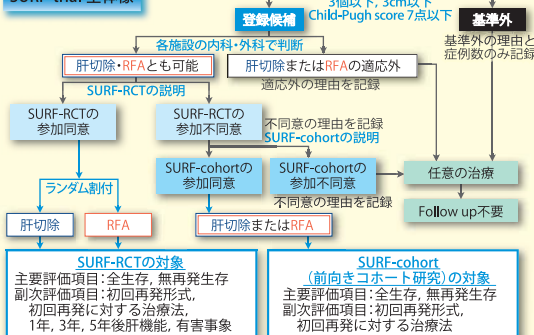 SURF-trial 全体像
3個以下，3cm以下
Child-Pugh score 7点以下
登録候補
基準外
各施設の内科・外科で判断
基準外の理由と
症例数のみ記録
肝切除・RFAとも可能
肝切除またはRFAの適応外
SURF-RCTの説明
適応外の理由を記録
SURF-RCTの
参加同意
SURF-RCTの
参加不同意
不同意の理由を記録
SURF-cohortの説明
SURF-cohortの
参加同意
SURF-cohortの
参加不同意
任意の治療
ランダム割付
不同意の理由を記録
Follow up不要
肝切除
RFA
肝切除またはRFA
SURF-RCTの対象
主要評価項目：全生存，無再発生存
副次評価項目：初回再発形式，
初回再発に対する治療法，
1年，3年，5年後肝機能，有害事象
SURF-cohort
（前向きコホート研究）の対象
主要評価項目：全生存，無再発生存
副次評価項目：初回再発形式，
初回再発に対する治療法